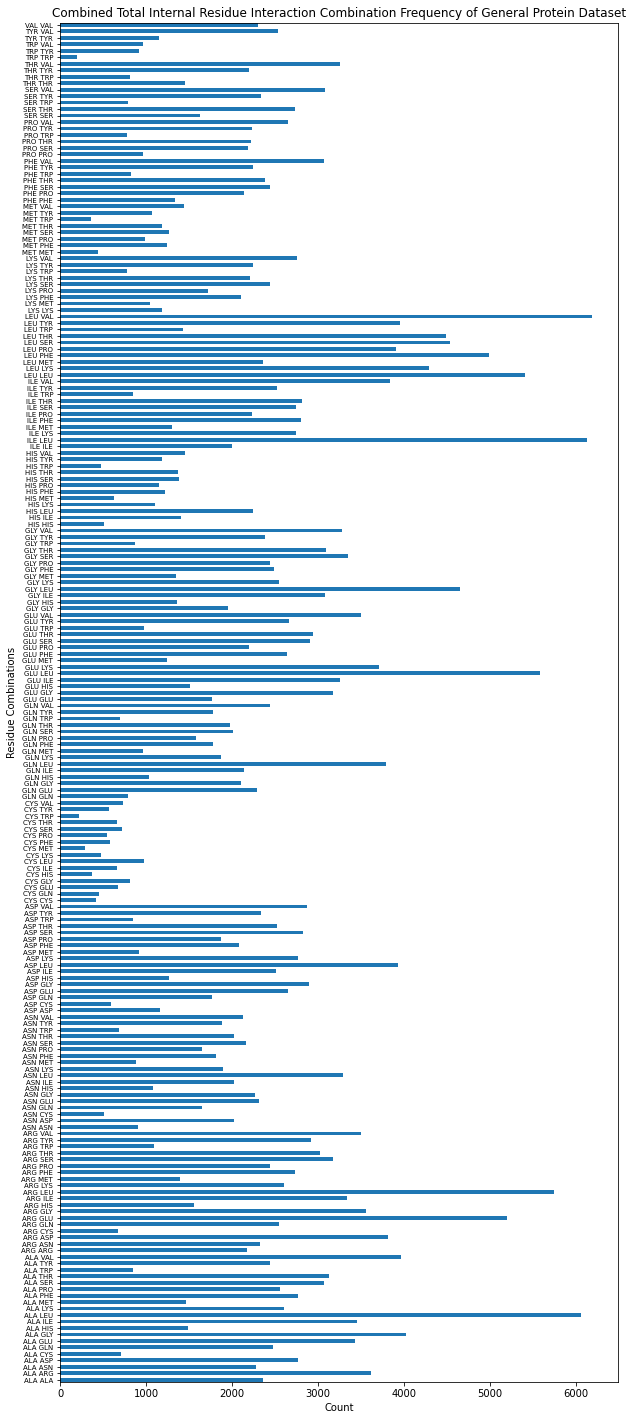 Combined Total Internal Residue Interaction Combination Frequency of General Protein Dataset
VAL VAL
TYR VAL
TYR TYR
TRP VAL
TRP TYR
TRP TRP
THR VAL
THR TYR
THR TRP
THR THR
SER VAL
SER TYR
SER TRP
SER THR
SER SER
PRO VAL
PRO TYR
PRO TRP
PRO THR
PRO SER
PRO PRO
PHE VAL
PHE TYR
PHE TRP
PHE THR
PHE SER
PHE PRO
PHE PHE
MET VAL
MET TYR
MET TRP
MET THR
MET SER
MET PRO
MET PHE
MET MET
LYS VAL
LYS TYR
LYS TRP
LYS THR
LYS SER
LYS PRO
LYS PHE
LYS MET
LYS LYS
LEU VAL
LEU TYR
LEU TRP
LEU THR
LEU SER
LEU PRO
LEU PHE
LEU MET
LEU LYS
LEU LEU
ILE VAL
ILE TYR
ILE TRP
ILE THR
ILE SER
ILE PRO
ILE PHE
ILE MET
ILE LYS
ILE LEU
ILE ILE
HIS VAL
HIS TYR
HIS TRP
HIS THR
HIS SER
HIS PRO
HIS PHE
HIS MET
HIS LYS
HIS LEU
HIS ILE
HIS HIS
GLY VAL
GLY TYR
GLY TRP
GLY THR
GLY SER
GLY PRO
GLY PHE
GLY MET
GLY LYS
GLY LEU
GLY ILE
GLY HIS
GLY GLY
GLU VAL
GLU TYR
GLU TRP
GLU THR
GLU SER
GLU PRO
GLU PHE
GLU MET
GLU LYS
GLU LEU
GLU ILE
GLU HIS
GLU GLY
GLU GLU
GLN VAL
GLN TYR
GLN TRP
GLN THR
GLN SER
GLN PRO
GLN PHE
GLN MET
GLN LYS
GLN LEU
GLN ILE
GLN HIS
GLN GLY
GLN GLU
GLN GLN
CYS VAL
CYS TYR
CYS TRP
CYS THR
CYS SER
CYS PRO
CYS PHE
CYS MET
CYS LYS
CYS LEU
CYS ILE
CYS HIS
CYS GLY
CYS GLU
CYS GLN
CYS CYS
ASP VAL
ASP TYR
ASP TRP
ASP THR
ASP SER
ASP PRO
ASP PHE
ASP MET
ASP LYS
ASP LEU
ASP ILE
ASP HIS
ASP GLY
ASP GLU
ASP GLN
ASP CYS
ASP ASP
ASN VAL
ASN TYR
ASN TRP
ASN THR
ASN SER
ASN PRO
ASN PHE
ASN MET
ASN LYS
ASN LEU
ASN ILE
ASN HIS
ASN GLY
ASN GLU
ASN GLN
ASN CYS
ASN ASP
ASN ASN
ARG VAL
ARG TYR
ARG TRP
ARG THR
ARG SER
ARG PRO
ARG PHE
ARG MET
ARG LYS
ARG LEU
ARG ILE
ARG HIS
ARG GLY
ARG GLU
ARG GLN
ARG CYS
ARG ASP
ARG ASN
ARG ARG
ALA VAL
ALA TYR
ALA TRP
ALA THR
ALA SER
ALA PRO
ALA PHE
ALA MET
ALA LYS
ALA LEU
ALA ILE
ALA HIS
ALA GLY
ALA GLU
ALA GLN
ALA CYS
ALA ASP
ALA ASN
ALA ARG
ALA ALA
Residue Combinations
0 1000 2000 3000 4000 5000 6000
Count